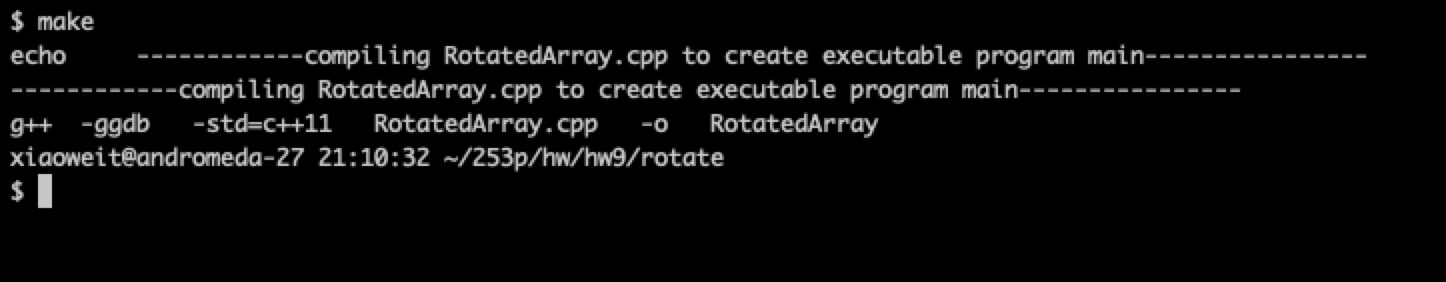 $ make
echo     ------------compiling RotatedArray.cpp to create executable program main----------------
------------compiling RotatedArray.cpp to create executable program main----------------
g++  -ggdb   -std=c++11   RotatedArray.cpp   -o   RotatedArray
xiaoweit@andromeda-27 21:10:32 ~/253p/hw/hw9/rotate
$